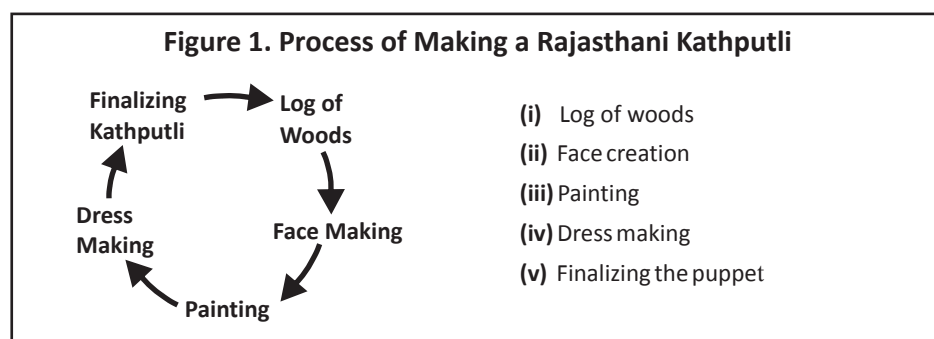 Figure 1. Process of Making a Rajasthani Kathputli
Finalizing
Kathputli
Log of
Woods
Face Making
Painting
Dress
Making
(i) Log of woods
(ii) Face creation
(iii) Painting
(iv) Dress making
(v) Finalizing the puppet